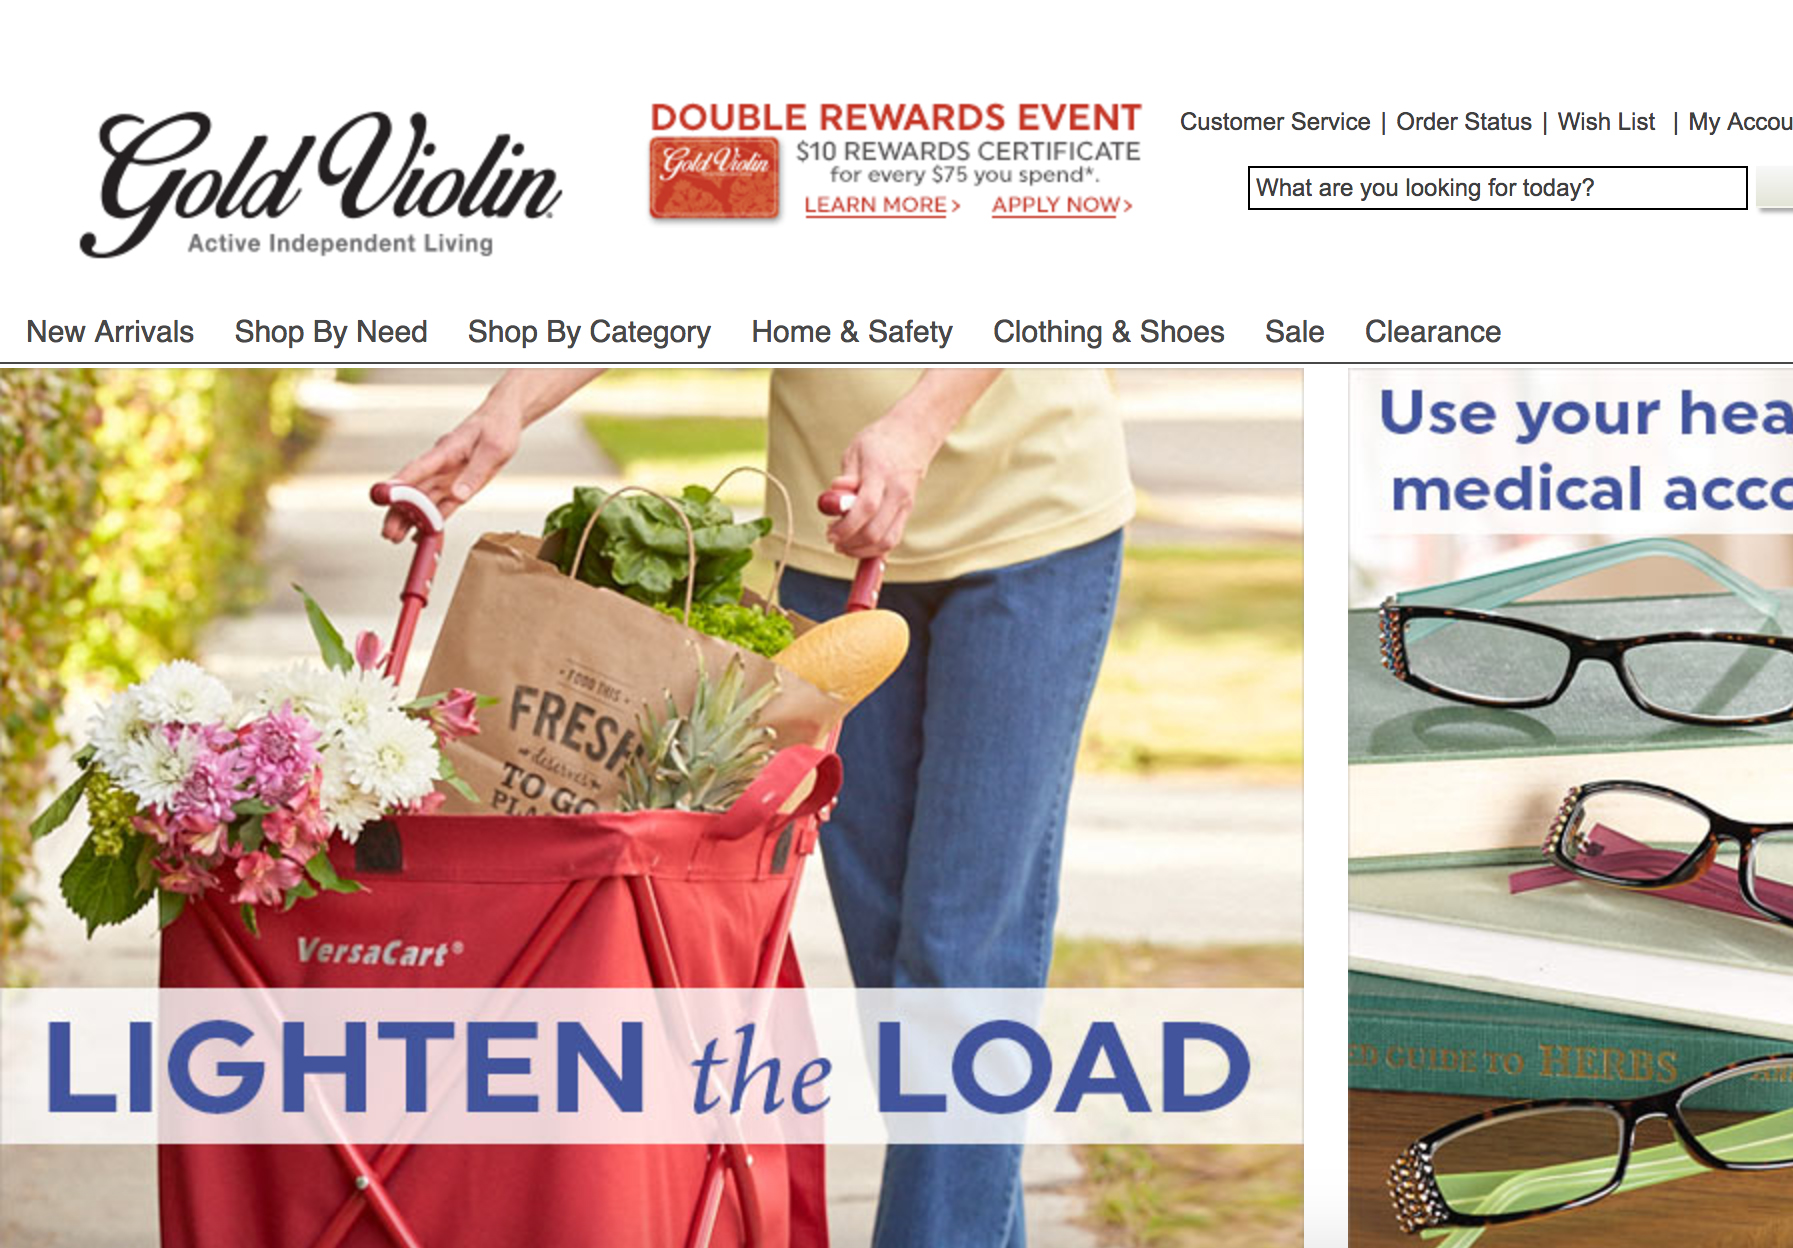 Gold Violin
Active Independent Living
DOUBLE REWARDS EVENT
Gold Violin
$10 REWARDS CERTIFICATE
for every $75 you spend*.
LEARN MORE >
APPLY NOW >
Customer Service | Order Status | Wish List | My Accou
What are you looking for today?
New Arrivals Shop By Need Shop By Category Home & Safety Clothing & Shoes Sale Clearance
FOOD THIS
FRESH
deserves
TO GO
PLA
VersaCart®
LIGHTEN the LOAD
Use your hea
medical acco
ED GUIDE TO HERBS